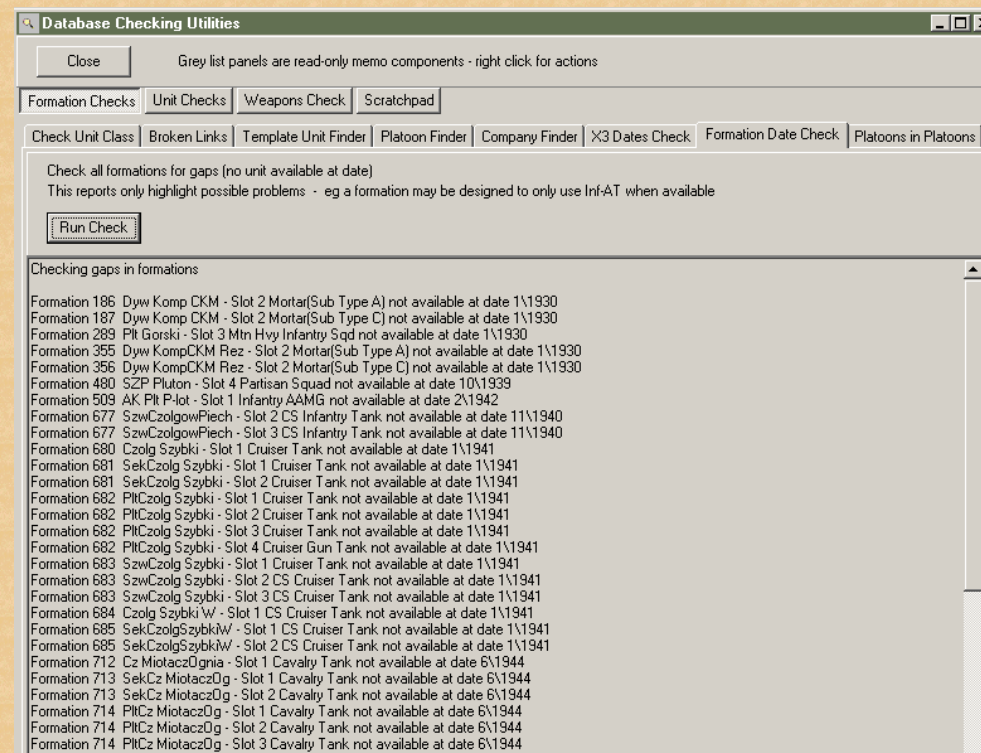 Database Checking Utilities
Close Grey list panels are read-only memo components - right click for actions
Formation Checks Unit Checks Weapons Check Scratchpad
Check Unit Class Broken Links Template Unit Finder Platoon Finder Company Finder X3 Dates Check Formation Date Check Platoons in Platoons
Check all formations for gaps (no unit available at date)
This reports only highlight possible problems - eg a formation may be designed to only use Inf-AT when available
Run Check
Checking gaps in formations
Formation 186 Dyw Komp CKM - Slot 2 Mortar(Sub Type A) not available at date 1\1930
Formation 187 Dyw Komp CKM - Slot 2 Mortar(Sub Type C) not available at date 1\1930
Formation 289 Plt Gorski - Slot 3 Mtn Hvy Infantry Sqd not available at date 1\1930
Formation 355 Dyw KompCKM Rez - Slot 2 Mortar(Sub Type A) not available at date 1\1930
Formation 356 Dyw KompCKM Rez - Slot 2 Mortar(Sub Type C) not available at date 1\1930
Formation 480 SZP Pluton - Slot 4 Partisan Squad not available at date 10\1939
Formation 509 AK Plt P-lot - Slot 1 Infantry AAMG not available at date 2\1942
Formation 677 SzwCzolgowPiech - Slot 2 CS Infantry Tank not available at date 11\1940
Formation 677 SzwCzolgowPiech - Slot 3 CS Infantry Tank not available at date 11\1940
Formation 680 Czolg Szybki - Slot 1 Cruiser Tank not available at date 1\1941
Formation 681 SekCzolg Szybki - Slot 1 Cruiser Tank not available at date 1\1941
Formation 681 SekCzolg Szybki - Slot 2 Cruiser Tank not available at date 1\1941
Formation 682 PltCzolg Szybki - Slot 1 Cruiser Tank not available at date 1\1941
Formation 682 PltCzolg Szybki - Slot 2 Cruiser Tank not available at date 1\1941
Formation 682 PltCzolg Szybki - Slot 3 Cruiser Tank not available at date 1\1941
Formation 682 PltCzolg Szybki - Slot 4 Cruiser Gun Tank not available at date 1\1941
Formation 683 SzwCzolg Szybki - Slot 1 Cruiser Tank not available at date 1\1941
Formation 683 SzwCzolg Szybki - Slot 2 CS Cruiser Tank not available at date 1\1941
Formation 683 SzwCzolg Szybki - Slot 3 CS Cruiser Tank not available at date 1\1941
Formation 684 Czolg Szybki W - Slot 1 CS Cruiser Tank not available at date 1\1941
Formation 685 SekCzolgSzybkiW - Slot 1 CS Cruiser Tank not available at date 1\1941
Formation 685 SekCzolgSzybkiW - Slot 2 CS Cruiser Tank not available at date 1\1941
Formation 712 Cz MiotaczOgnia - Slot 1 Cavalry Tank not available at date 6\1944
Formation 713 SekCz MiotaczOg - Slot 1 Cavalry Tank not available at date 6\1944
Formation 713 SekCz MiotaczOg - Slot 2 Cavalry Tank not available at date 6\1944
Formation 714 PltCz MiotaczOg - Slot 1 Cavalry Tank not available at date 6\1944
Formation 714 PltCz MiotaczOg - Slot 2 Cavalry Tank not available at date 6\1944
Formation 714 PltCz MiotaczOg - Slot 3 Cavalry Tank not available at date 6\1944